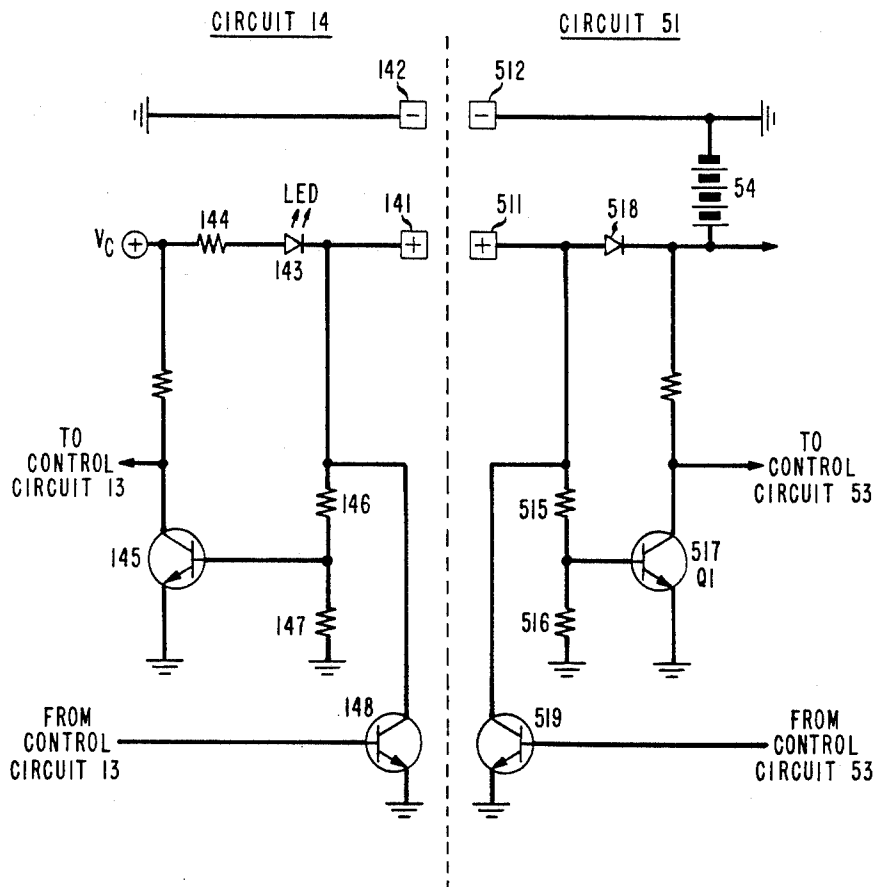 CIRCUIT 14
CIRCUIT 51
142
512
-
-
54
LED
144
141
511
518
VC
+
143
+
+
TO
CONTROL
CIRCUIT 13
TO
CONTROL
CIRCUIT 53
146
515
145
517
Q1
147
516
148
519
FROM
CONTROL
CIRCUIT 13
FROM
CONTROL
CIRCUIT 53